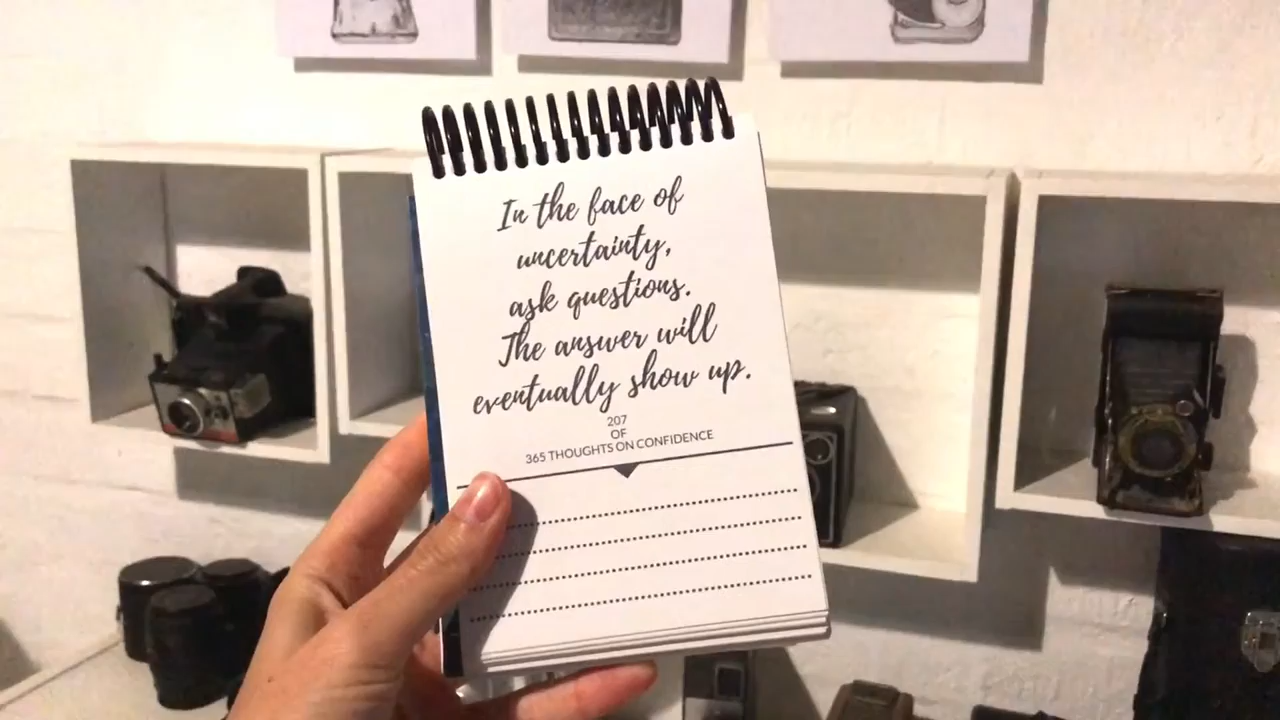 In the face of
uncertainty,
ask questions.
The answer will
eventually show up.
207
OF
365 THOUGHTS ON CONFIDENCE